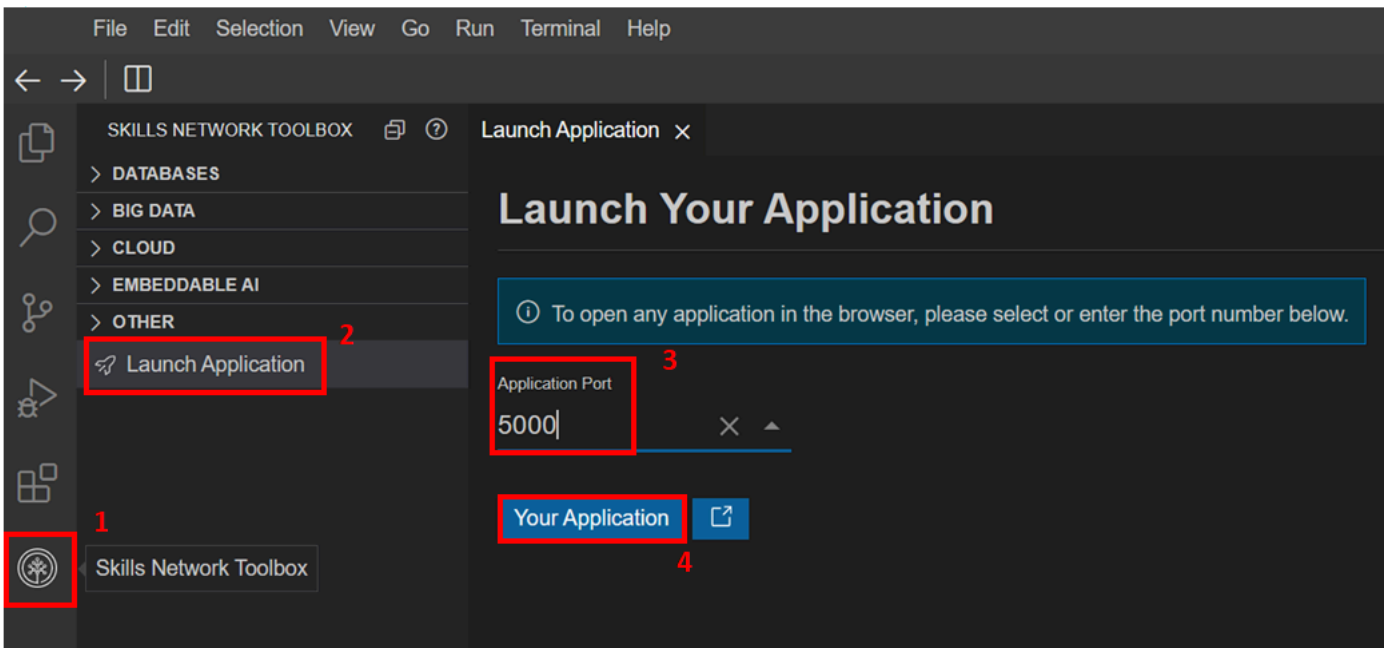 File Edit Selection View Go Run Terminal Help
SKILLS NETWORK TOOLBOX
Launch Application
DATABASES
BIG DATA
CLOUD
EMBEDDABLE AI
OTHER
2
Launch Application
1
Skills Network Toolbox
Launch Your Application
To open any application in the browser, please select or enter the port number below.
3
Application Port
5000
Your Application
4